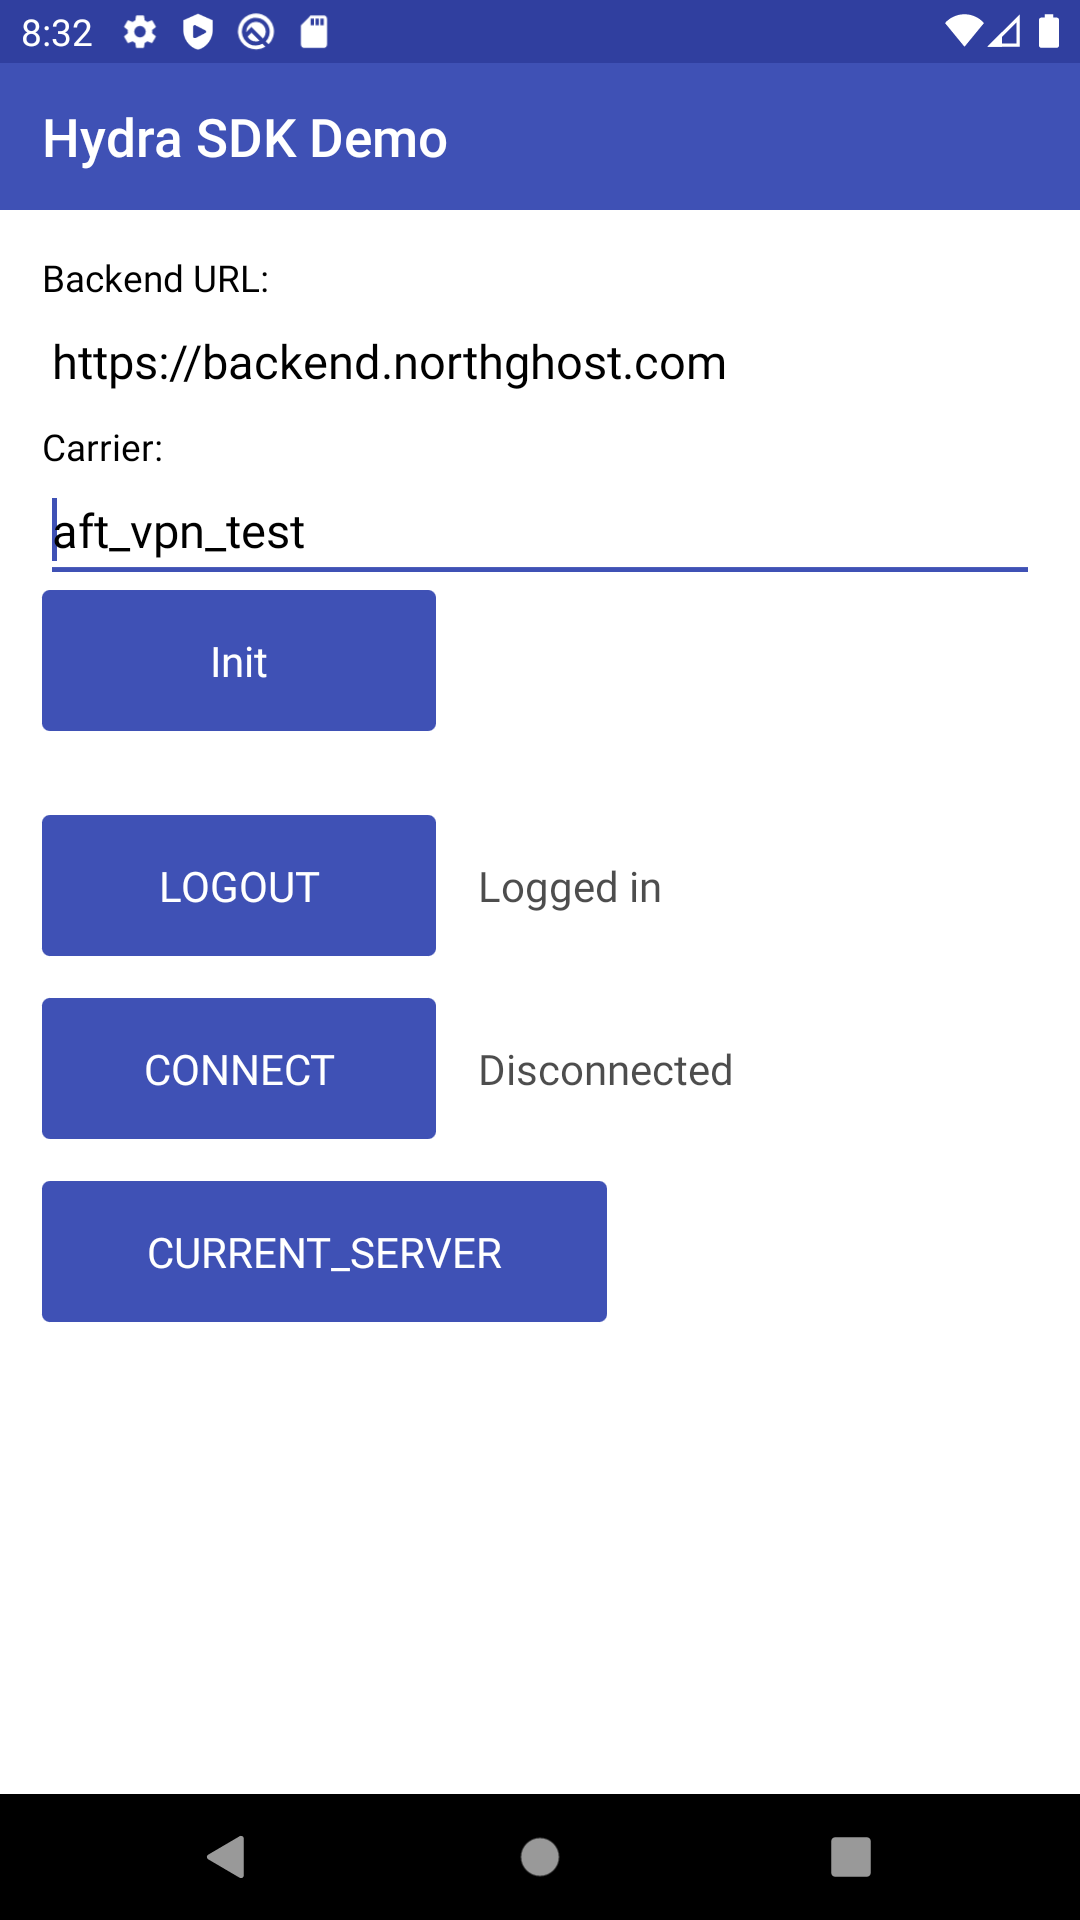 8:32
Hydra SDK Demo
Backend URL:
https://backend.northghost.com
Carrier:
aft_vpn_test
Init
LOGOUT Logged in
CONNECT Disconnected
CURRENT_SERVER